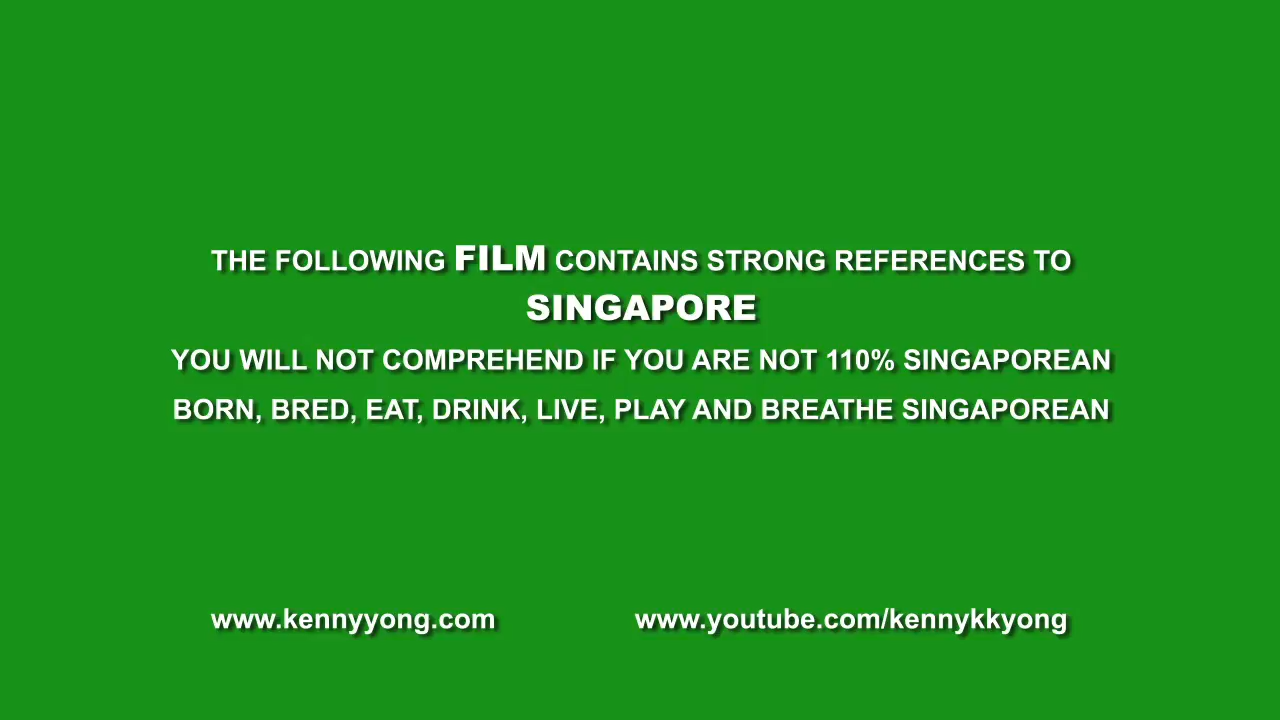 THE FOLLOWING FILM CONTAINS STRONG REFERENCES TO
SINGAPORE
YOU WILL NOT COMPREHEND IF YOU ARE NOT 110% SINGAPOREAN
BORN, BRED, EAT, DRINK, LIVE, PLAY AND BREATHE SINGAPOREAN
www.kennyyong.com www.youtube.com/kennykkyong